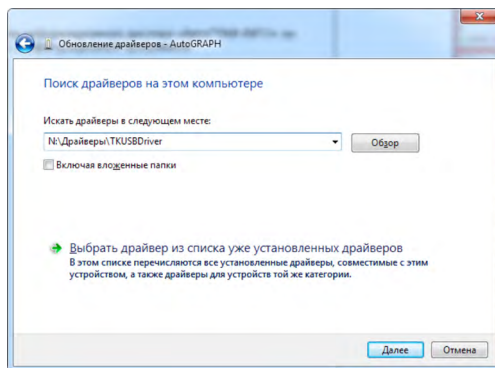 Обновление драйверов - AutoGRAPH
Поиск драйверов на этом компьютере
Искать драйверы в следующем месте:
N:\Драйверы\TKUSBDriver
Обзор
Включая вложенные папки
Выбрать драйвер из списка уже установленных драйверов
В этом списке перечисляются все установленные драйверы, совместимые с этим
устройством, а также драйверы для устройств той же категории.
Далее
Отмена